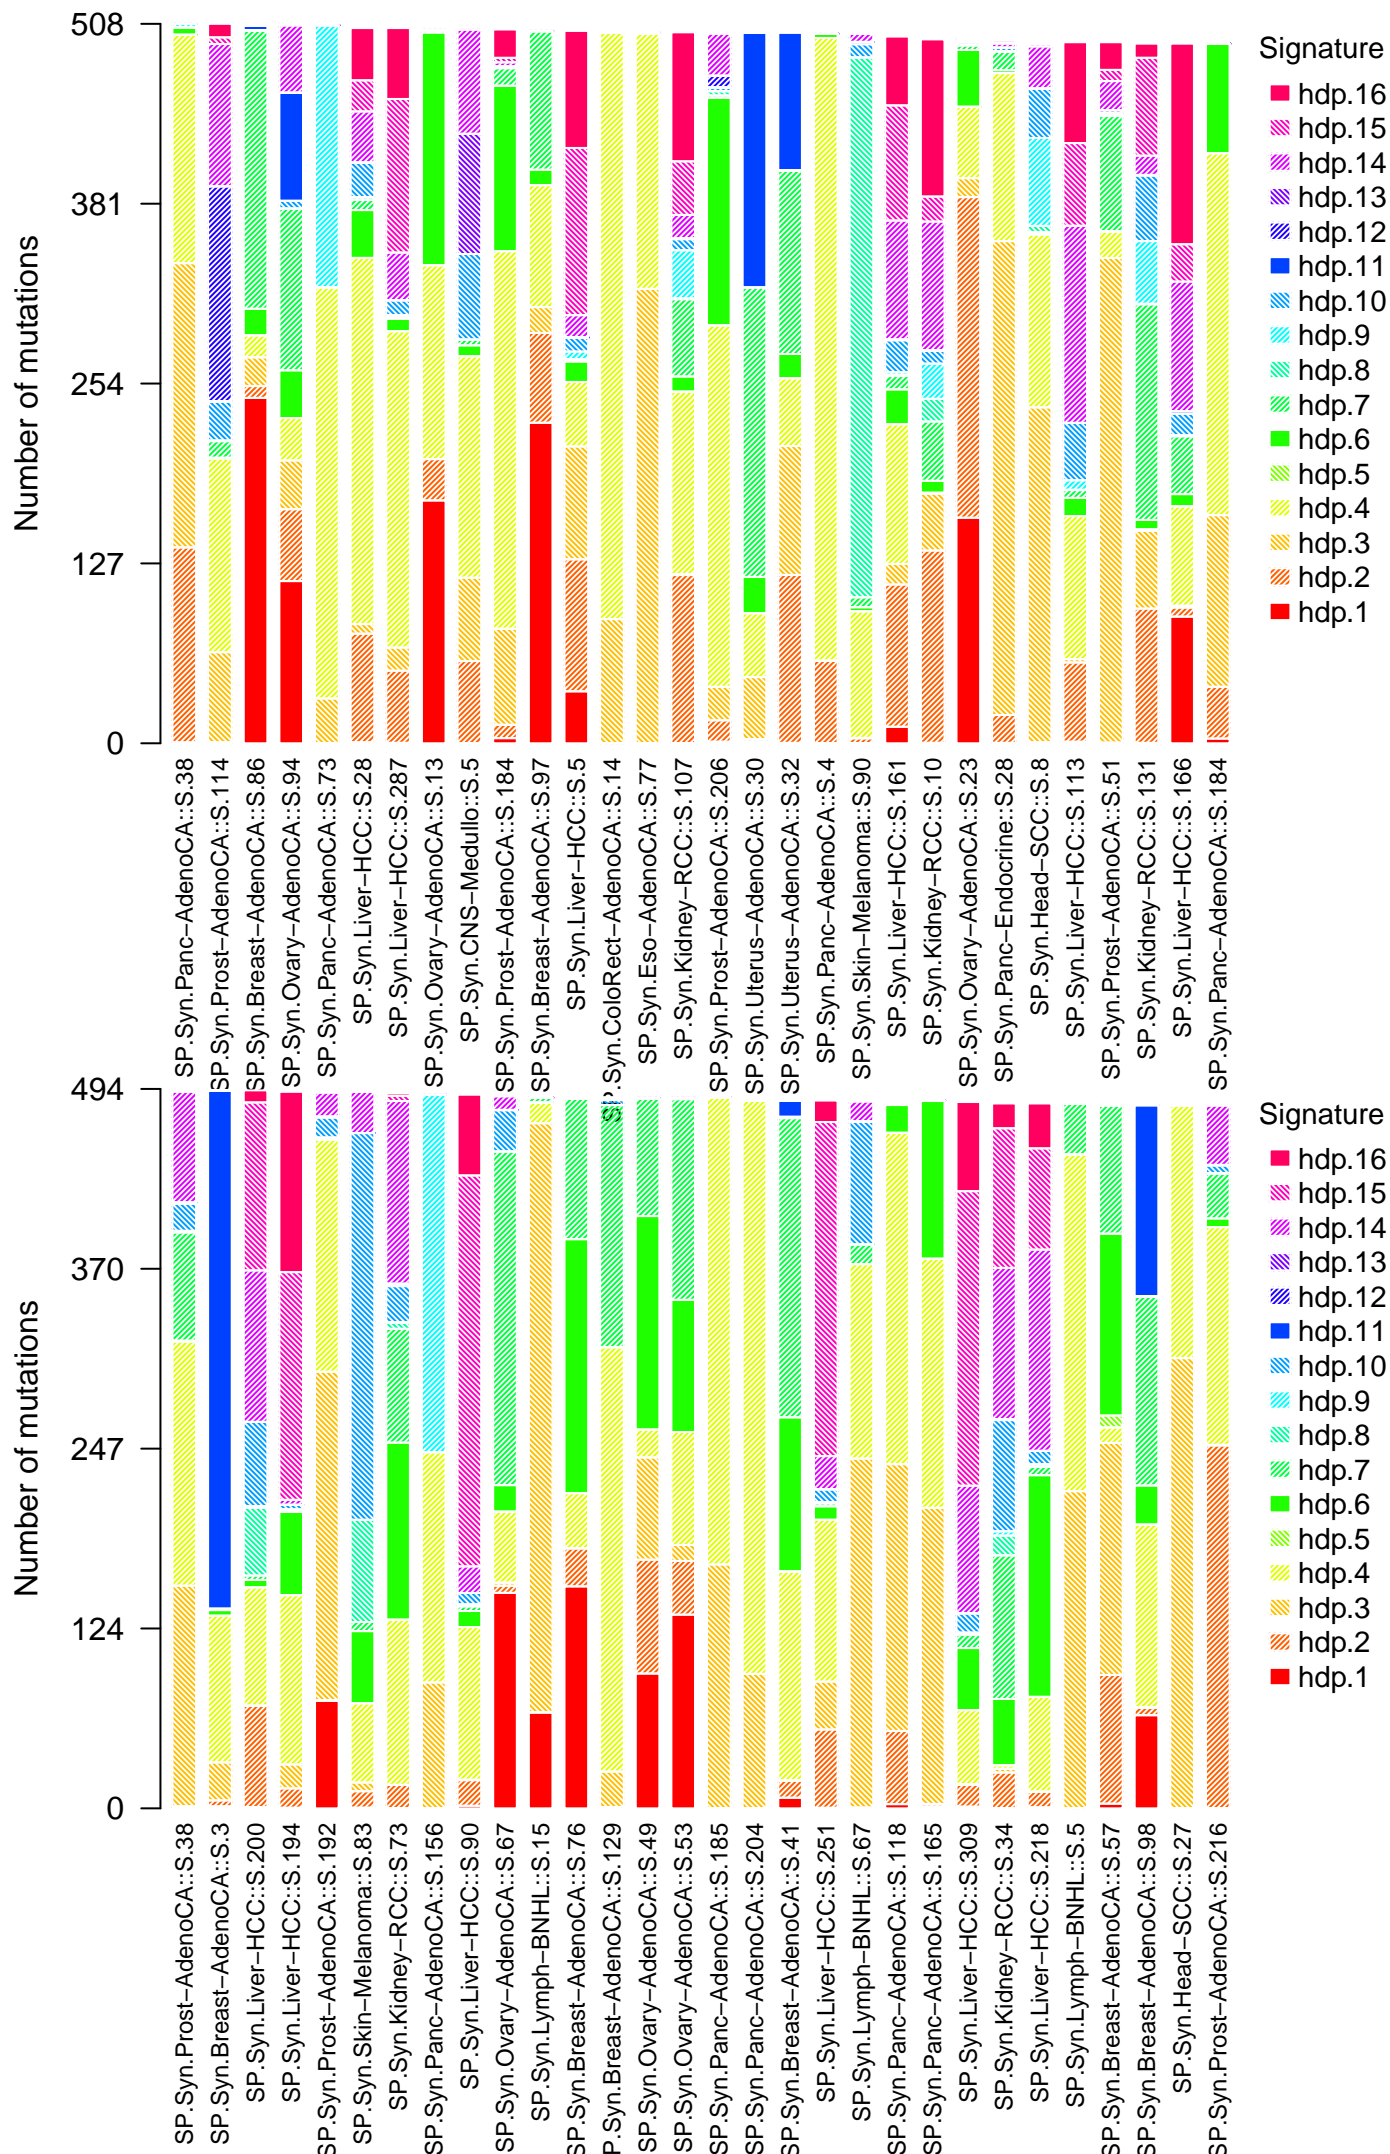 Number of mutations
508
381
254
127
0
SP.Syn.Panc−AdenoCA::S.38
SP.Syn.Prost−AdenoCA::S.114
SP.Syn.Breast−AdenoCA::S.86
SP.Syn.Ovary−AdenoCA::S.94
SP.Syn.Panc−AdenoCA::S.73
SP.Syn.Liver−HCC::S.28
SP.Syn.Liver−HCC::S.287
SP.Syn.Ovary−AdenoCA::S.13
SP.Syn.CNS−Medullo::S.5
SP.Syn.Prost−AdenoCA::S.184
SP.Syn.Breast−AdenoCA::S.97
SP.Syn.Liver−HCC::S.5
SP.Syn.ColoRect−AdenoCA::S.14
SP.Syn.Eso−AdenoCA::S.77
SP.Syn.Kidney−RCC::S.107
SP.Syn.Prost−AdenoCA::S.206
SP.Syn.Uterus−AdenoCA::S.30
SP.Syn.Uterus−AdenoCA::S.32
SP.Syn.Panc−AdenoCA::S.4
SP.Syn.Skin−Melanoma::S.90
SP.Syn.Liver−HCC::S.161
SP.Syn.Kidney−RCC::S.10
SP.Syn.Ovary−AdenoCA::S.23
SP.Syn.Panc−Endocrine::S.28
SP.Syn.Head−SCC::S.8
SP.Syn.Liver−HCC::S.113
SP.Syn.Prost−AdenoCA::S.51
SP.Syn.Kidney−RCC::S.131
SP.Syn.Liver−HCC::S.166
SP.Syn.Panc−AdenoCA::S.184
Signature
hdp.16
hdp.15
hdp.14
hdp.13
hdp.12
hdp.11
hdp.10
hdp.9
hdp.8
hdp.7
hdp.6
hdp.5
hdp.4
hdp.3
hdp.2
hdp.1
Number of mutations
494
370
247
124
0
SP.Syn.Prost−AdenoCA::S.38
SP.Syn.Breast−AdenoCA::S.3
SP.Syn.Liver−HCC::S.200
SP.Syn.Liver−HCC::S.194
SP.Syn.Prost−AdenoCA::S.192
SP.Syn.Skin−Melanoma::S.83
SP.Syn.Kidney−RCC::S.73
SP.Syn.Panc−AdenoCA::S.156
SP.Syn.Liver−HCC::S.90
SP.Syn.Ovary−AdenoCA::S.67
SP.Syn.Lymph−BNHL::S.15
SP.Syn.Breast−AdenoCA::S.76
SP.Syn.Breast−AdenoCA::S.129
SP.Syn.Ovary−AdenoCA::S.49
SP.Syn.Ovary−AdenoCA::S.53
SP.Syn.Panc−AdenoCA::S.185
SP.Syn.Panc−AdenoCA::S.204
SP.Syn.Breast−AdenoCA::S.41
SP.Syn.Liver−HCC::S.251
SP.Syn.Lymph−BNHL::S.67
SP.Syn.Panc−AdenoCA::S.118
SP.Syn.Panc−AdenoCA::S.165
SP.Syn.Liver−HCC::S.309
SP.Syn.Kidney−RCC::S.34
SP.Syn.Liver−HCC::S.218
SP.Syn.Lymph−BNHL::S.5
SP.Syn.Breast−AdenoCA::S.57
SP.Syn.Breast−AdenoCA::S.98
SP.Syn.Head−SCC::S.27
SP.Syn.Prost−AdenoCA::S.216
Signature
hdp.16
hdp.15
hdp.14
hdp.13
hdp.12
hdp.11
hdp.10
hdp.9
hdp.8
hdp.7
hdp.6
hdp.5
hdp.4
hdp.3
hdp.2
hdp.1